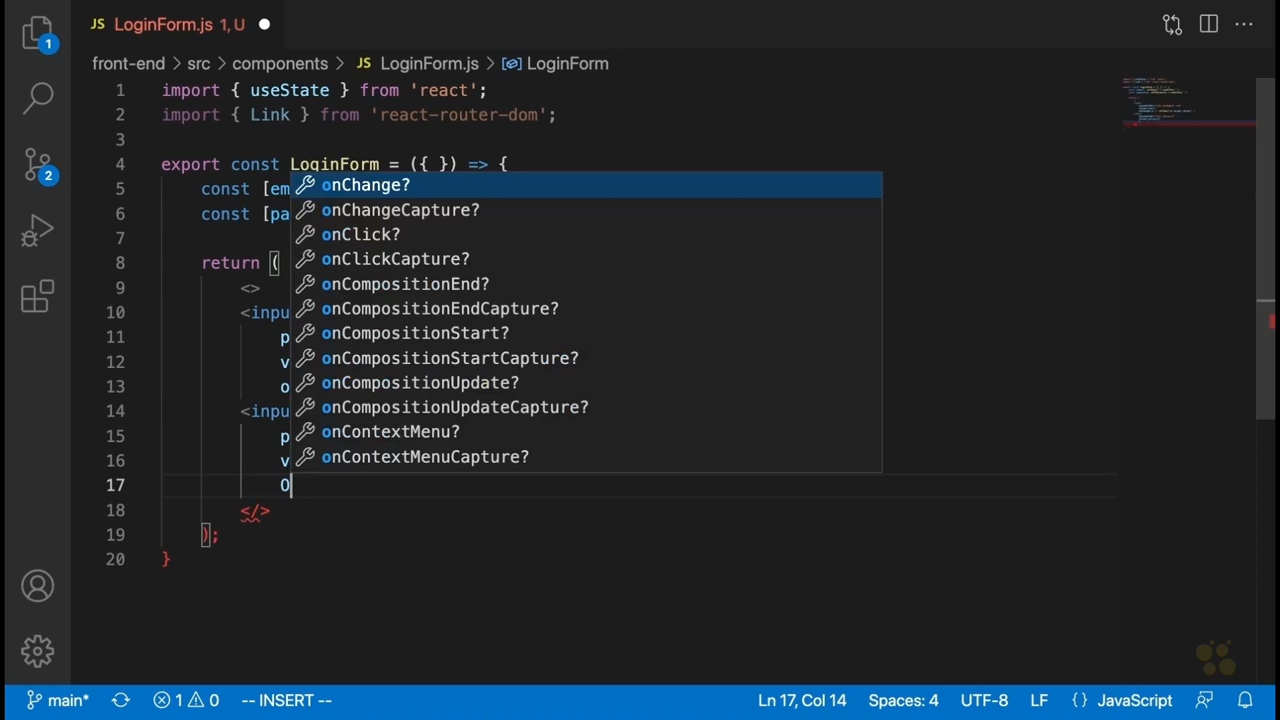 JS LoginForm.js 1, U
front-end > src > components > JS LoginForm.js > LoginForm
1 import { useState } from 'react';
2 import { Link } from 'react-router-dom';
3
4 export const LoginForm = ({ }) => {
5 const [em
onChange?
6 const [pa
onChangeCapture?
7
onClick?
8 return (
onClickCapture?
9 <>
onCompositionEnd?
10 <inpu
onCompositionEndCapture?
11 p
onCompositionStart?
12 v
onCompositionStartCapture?
13 o
onCompositionUpdate?
14 <inpu
onCompositionUpdateCapture?
15 p
onContextMenu?
16 v
onContextMenuCapture?
17 O
18 </>
19 );
20 }
1
2
main* 1 0 -- INSERT -- Ln 17, Col 14 Spaces: 4 UTF-8 LF {} JavaScript